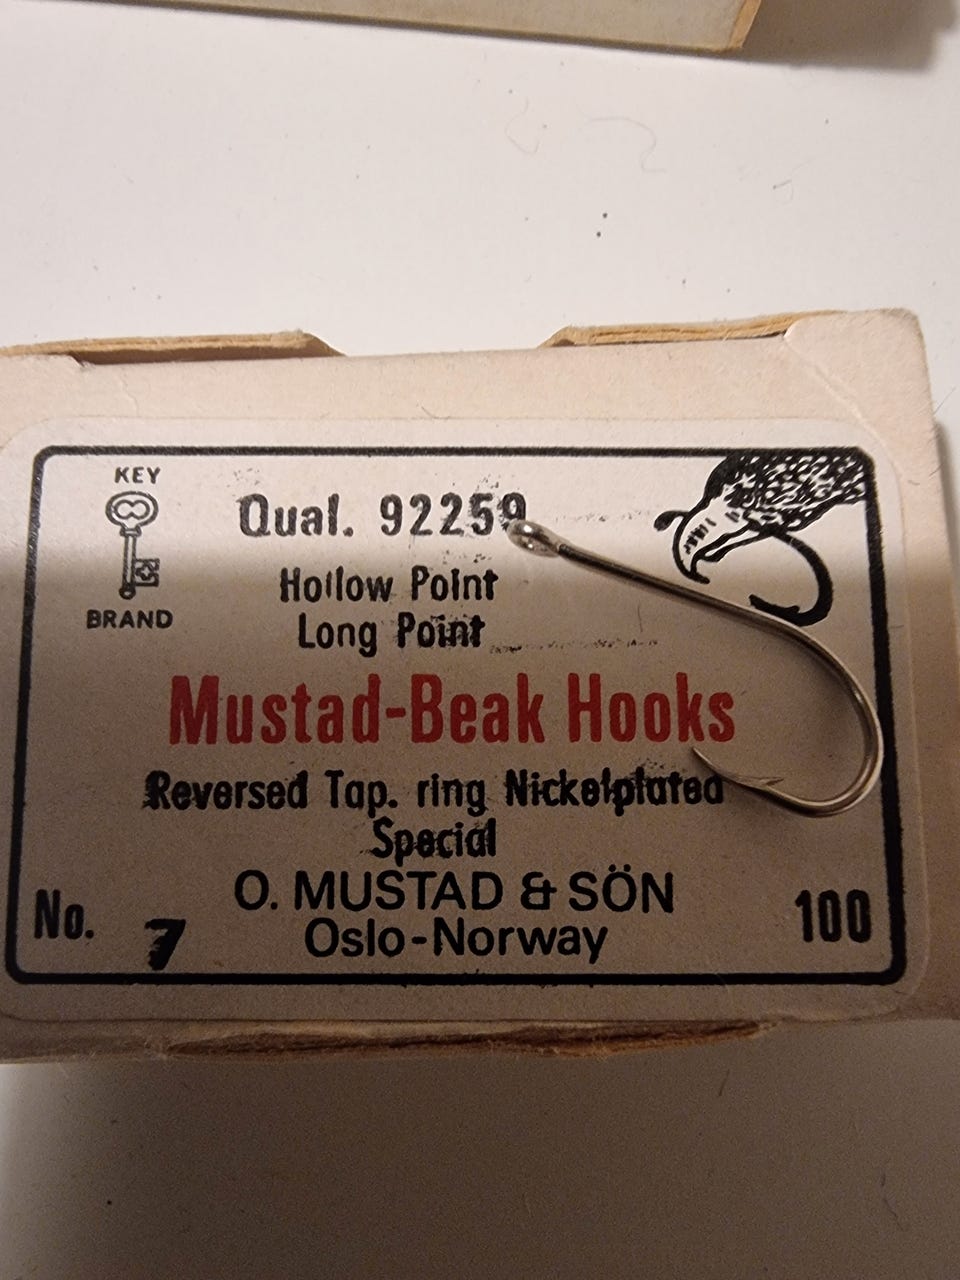 KEY
BRAND
Qual. 92259
Hollow Point
Long Point
Mustad-Beak Hooks
Reversed Tap. ring Nickelplated
Special
O. MUSTAD & SÖN
No. 7
Oslo-Norway
100